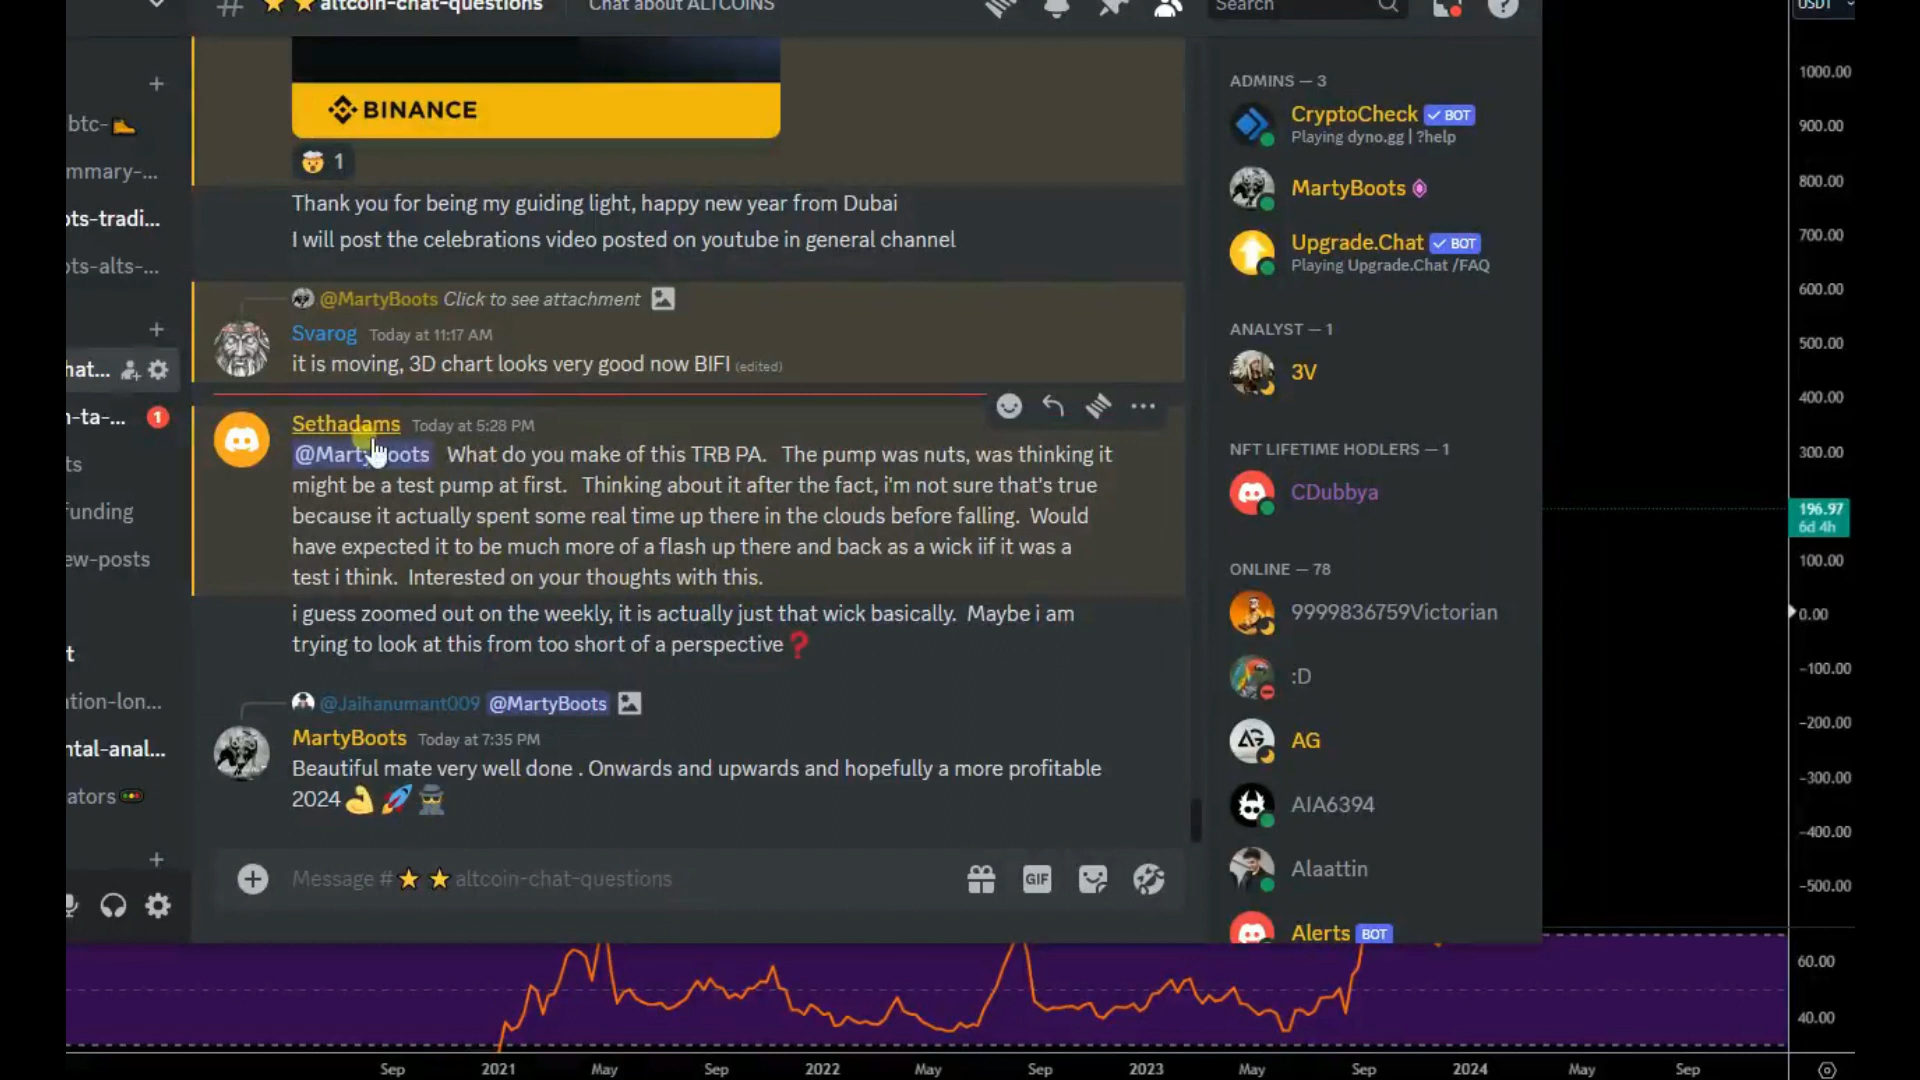 altcoin-chat-questions
Chat about ALTCOINS
Search
USDT
btc-
mmary-...
ots-tradi...
ots-alts-...
hat...
n-ta-...
1
ts
funding
ew-posts
t
ation-lon...
ntal-anal...
ators
BINANCE
1
Thank you for being my guiding light, happy new year from Dubai
I will post the celebrations video posted on youtube in general channel
@MartyBoots Click to see attachment
Svarog Today at 11:17 AM
it is moving, 3D chart looks very good now BIFI (edited)
Sethadams Today at 5:28 PM
@MartyBoots What do you make of this TRB PA. The pump was nuts, was thinking it
might be a test pump at first. Thinking about it after the fact, i'm not sure that's true
because it actually spent some real time up there in the clouds before falling. Would
have expected it to be much more of a flash up there and back as a wick iif it was a
test i think. Interested on your thoughts with this.
i guess zoomed out on the weekly, it is actually just that wick basically. Maybe i am
trying to look at this from too short of a perspective❓
@Jaihanumant009 @MartyBoots
MartyBoots Today at 7:35 PM
Beautiful mate very well done . Onwards and upwards and hopefully a more profitable
2024
Message # altcoin-chat-questions
GIF
ADMINS — 3
CryptoCheck BOT
Playing dyno.gg | ?help
MartyBoots
Upgrade.Chat BOT
Playing Upgrade.Chat /FAQ
ANALYST — 1
3V
NFT LIFETIME HODLERS — 1
CDubbya
ONLINE — 78
9999836759Victorian
:D
AG
AIA6394
Alaattin
Alerts BOT
1000.00
900.00
800.00
700.00
600.00
500.00
400.00
300.00
196.97
6d 4h
100.00
0.00
−100.00
−200.00
−300.00
−400.00
−500.00
60.00
40.00
Sep 2021 May Sep 2022 May Sep 2023 May Sep 2024 May Sep